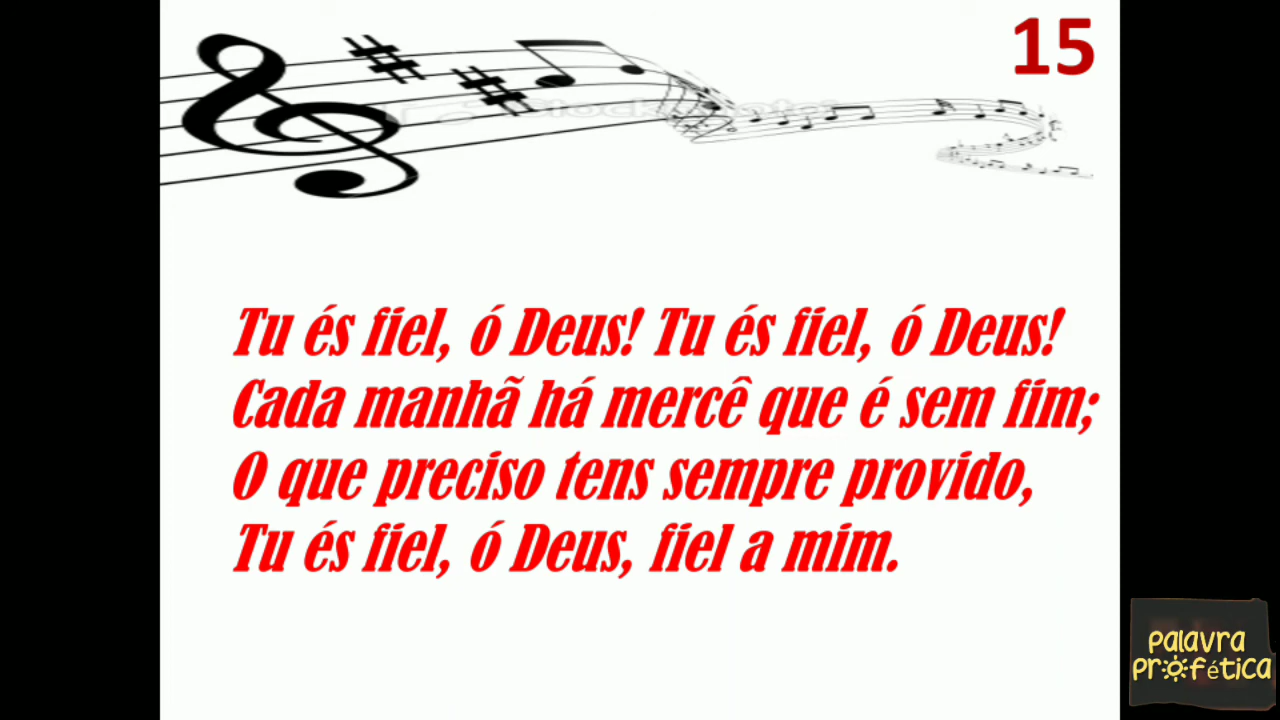 15
Tu és fiel, ó Deus! Tu és fiel, ó Deus!
Cada manhã há mercê que é sem fim;
O que preciso tens sempre provido,
Tu és fiel, ó Deus, fiel a mim.
Palavra
Profética